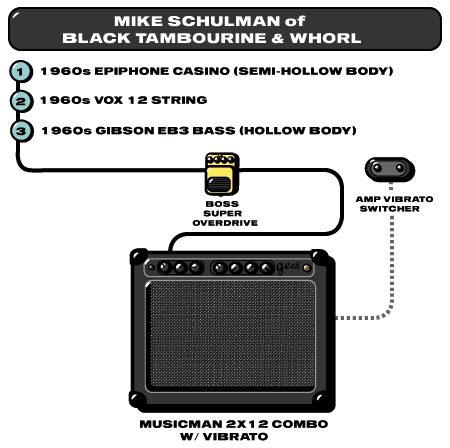 MIKE SCHULMAN of
BLACK TAMBOURINE & WHORL
1 1960s EPIPHONE CASINO (SEMI-HOLLOW BODY)
2 1960s VOX 12 STRING
3 1960s GIBSON EB3 BASS (HOLLOW BODY)
BOSS
SUPER
OVERDRIVE
AMP VIBRATO
SWITCHER
geek
MUSICMAN 2X12 COMBO
W/ VIBRATO